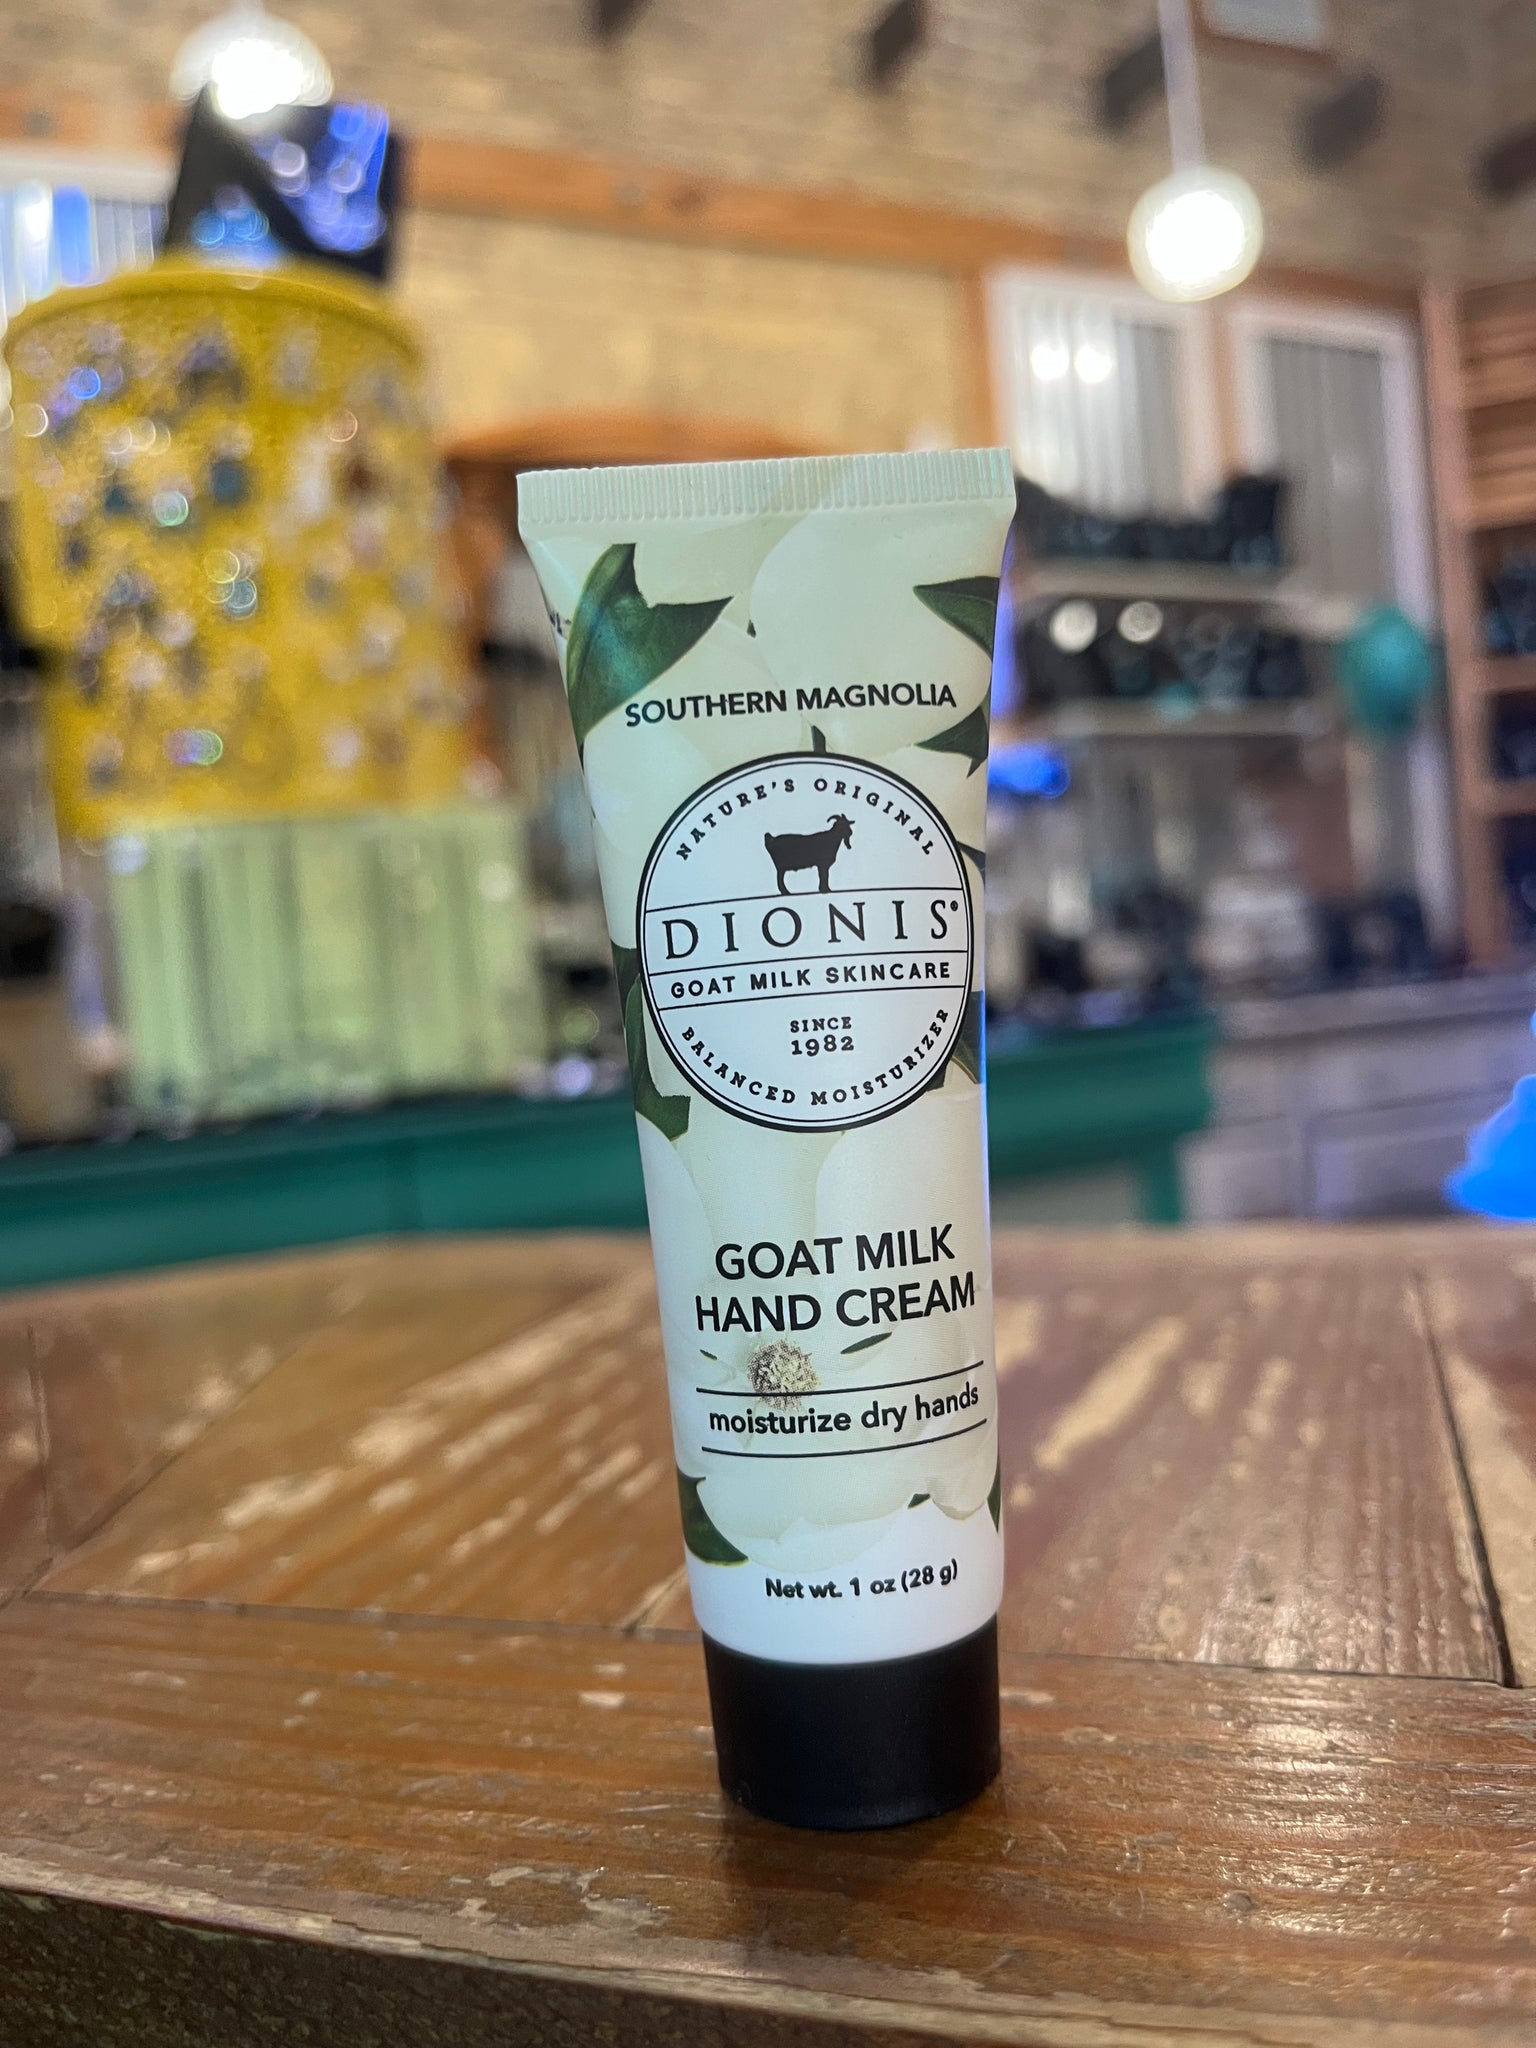 SOUTHERN MAGNOLIA
NATURE'S ORIGINAL
DIONIS®
GOAT MILK SKINCARE
SINCE
1982
BALANCED MOISTURIZER
GOAT MILK
HAND CREAM
moisturize dry hands
Net wt. 1 oz (28 g)